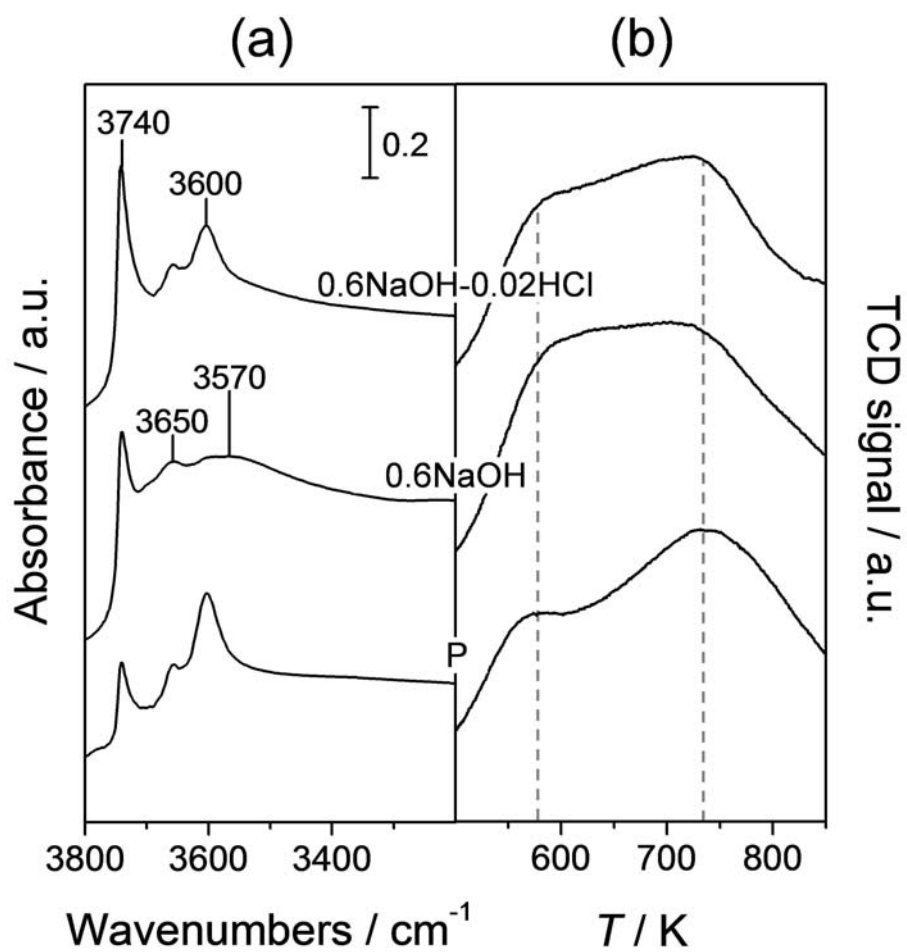 (a) (b)
3740
0.2
3600
0.6NaOH-0.02HCl
3570
3650
0.6NaOH
P
Absorbance / a.u.
TCD signal / a.u.
3800 3600 3400 600 700 800
Wavenumbers / cm⁻¹ T / K